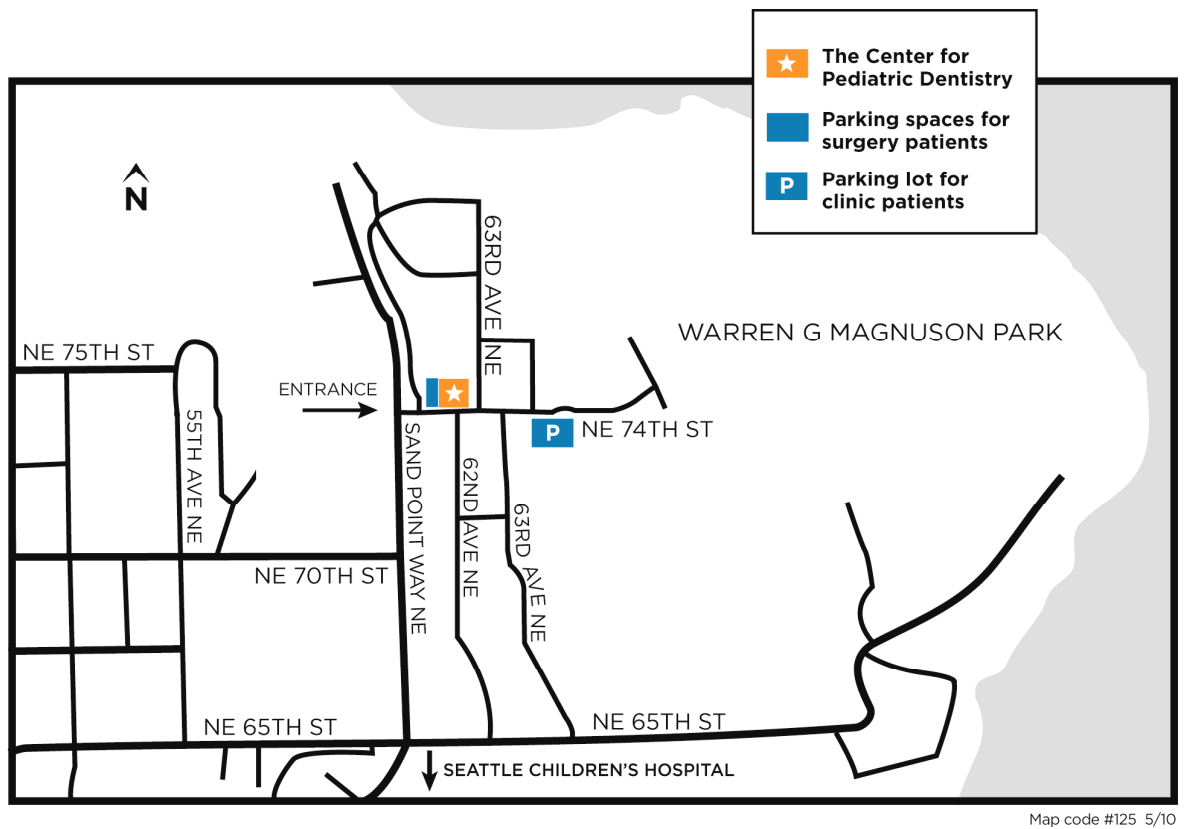 The Center for
Pediatric Dentistry
Parking spaces for
surgery patients
P
Parking lot for
clinic patients
N
63RD AVE NE
WARREN G MAGNUSON PARK
NE 75TH ST
ENTRANCE
P
NE 74TH ST
55TH AVE NE
SAND POINT WAY NE
62ND AVE NE
63RD AVE NE
NE 70TH ST
NE 65TH ST
NE 65TH ST
SEATTLE CHILDREN'S HOSPITAL
Map code #125 5/10